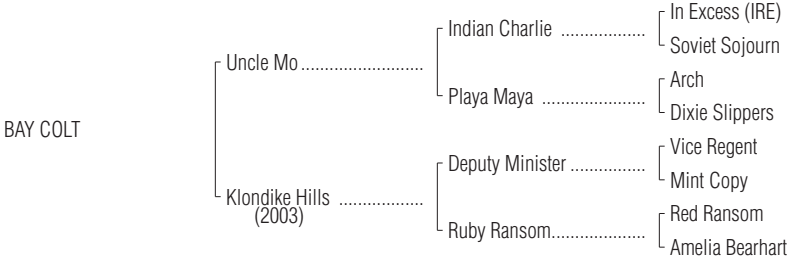 In Excess (IRE)
Indian Charlie ..................
Soviet Sojourn
Uncle Mo..........................
Arch
Playa Maya ......................
Dixie Slippers
BAY COLT
Vice Regent
Deputy Minister ................
Mint Copy
Klondike Hills ..................
(2003)
Red Ransom
Ruby Ransom....................
Amelia Bearhart